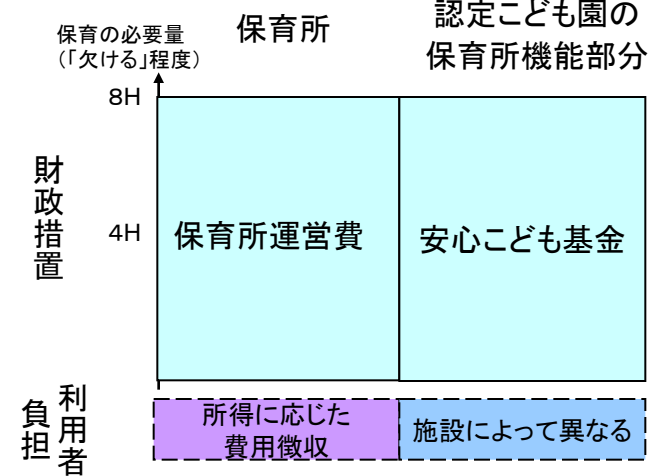 保育の必要量
(「欠ける」程度)
保育所
認定こども園の
保育所機能部分
8H
財政措置
4H
保育所運営費
安心こども基金
利用者
負担
所得に応じた
費用徴収
施設によって異なる